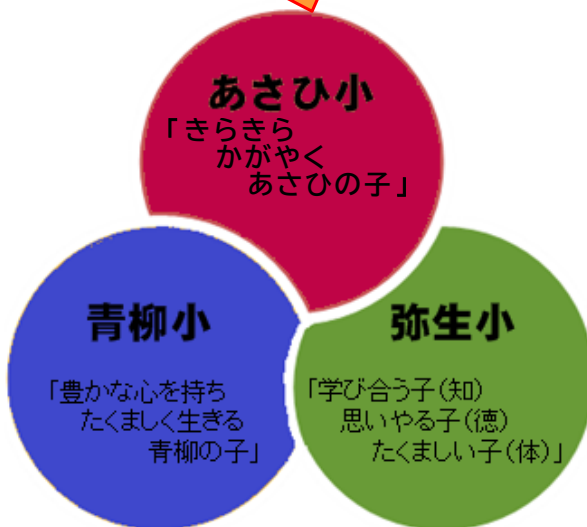 あさひ小
「きらきら
かがやく
あさひの子」
青柳小
「豊かな心を持ち
たくましく生きる
青柳の子」
弥生小
「学び合う子(知)
思いやる子(徳)
たくましい子(体)」